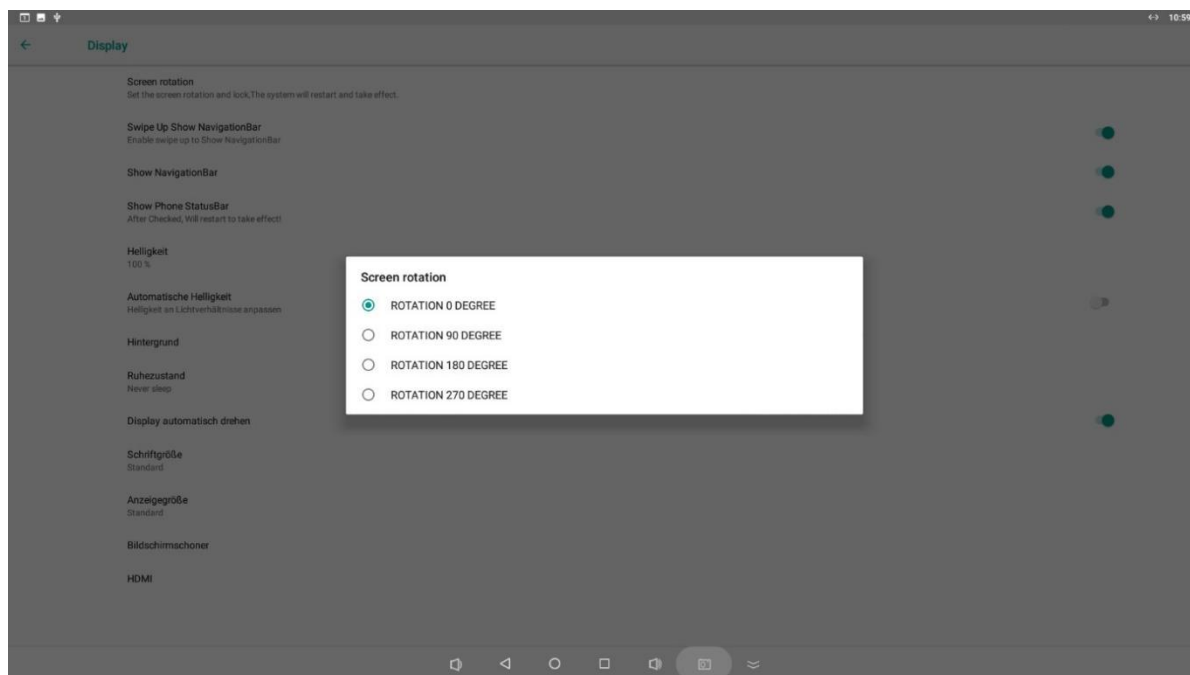 10:59
Display
Screen rotation
Set the screen rotation and lock,The system will restart and take effect.
Swipe Up Show NavigationBar
Enable swipe up to Show NavigationBar
Show NavigationBar
Show Phone StatusBar
After Checked, Will restart to take effect!
Helligkeit
100 %
Automatische Helligkeit
Helligkeit an Lichtverhältnisse anpassen
Hintergrund
Ruhezustand
Never sleep
Display automatisch drehen
Schriftgröße
Standard
Anzeigegröße
Standard
Bildschirmschoner
HDMI
Screen rotation
ROTATION 0 DEGREE
ROTATION 90 DEGREE
ROTATION 180 DEGREE
ROTATION 270 DEGREE